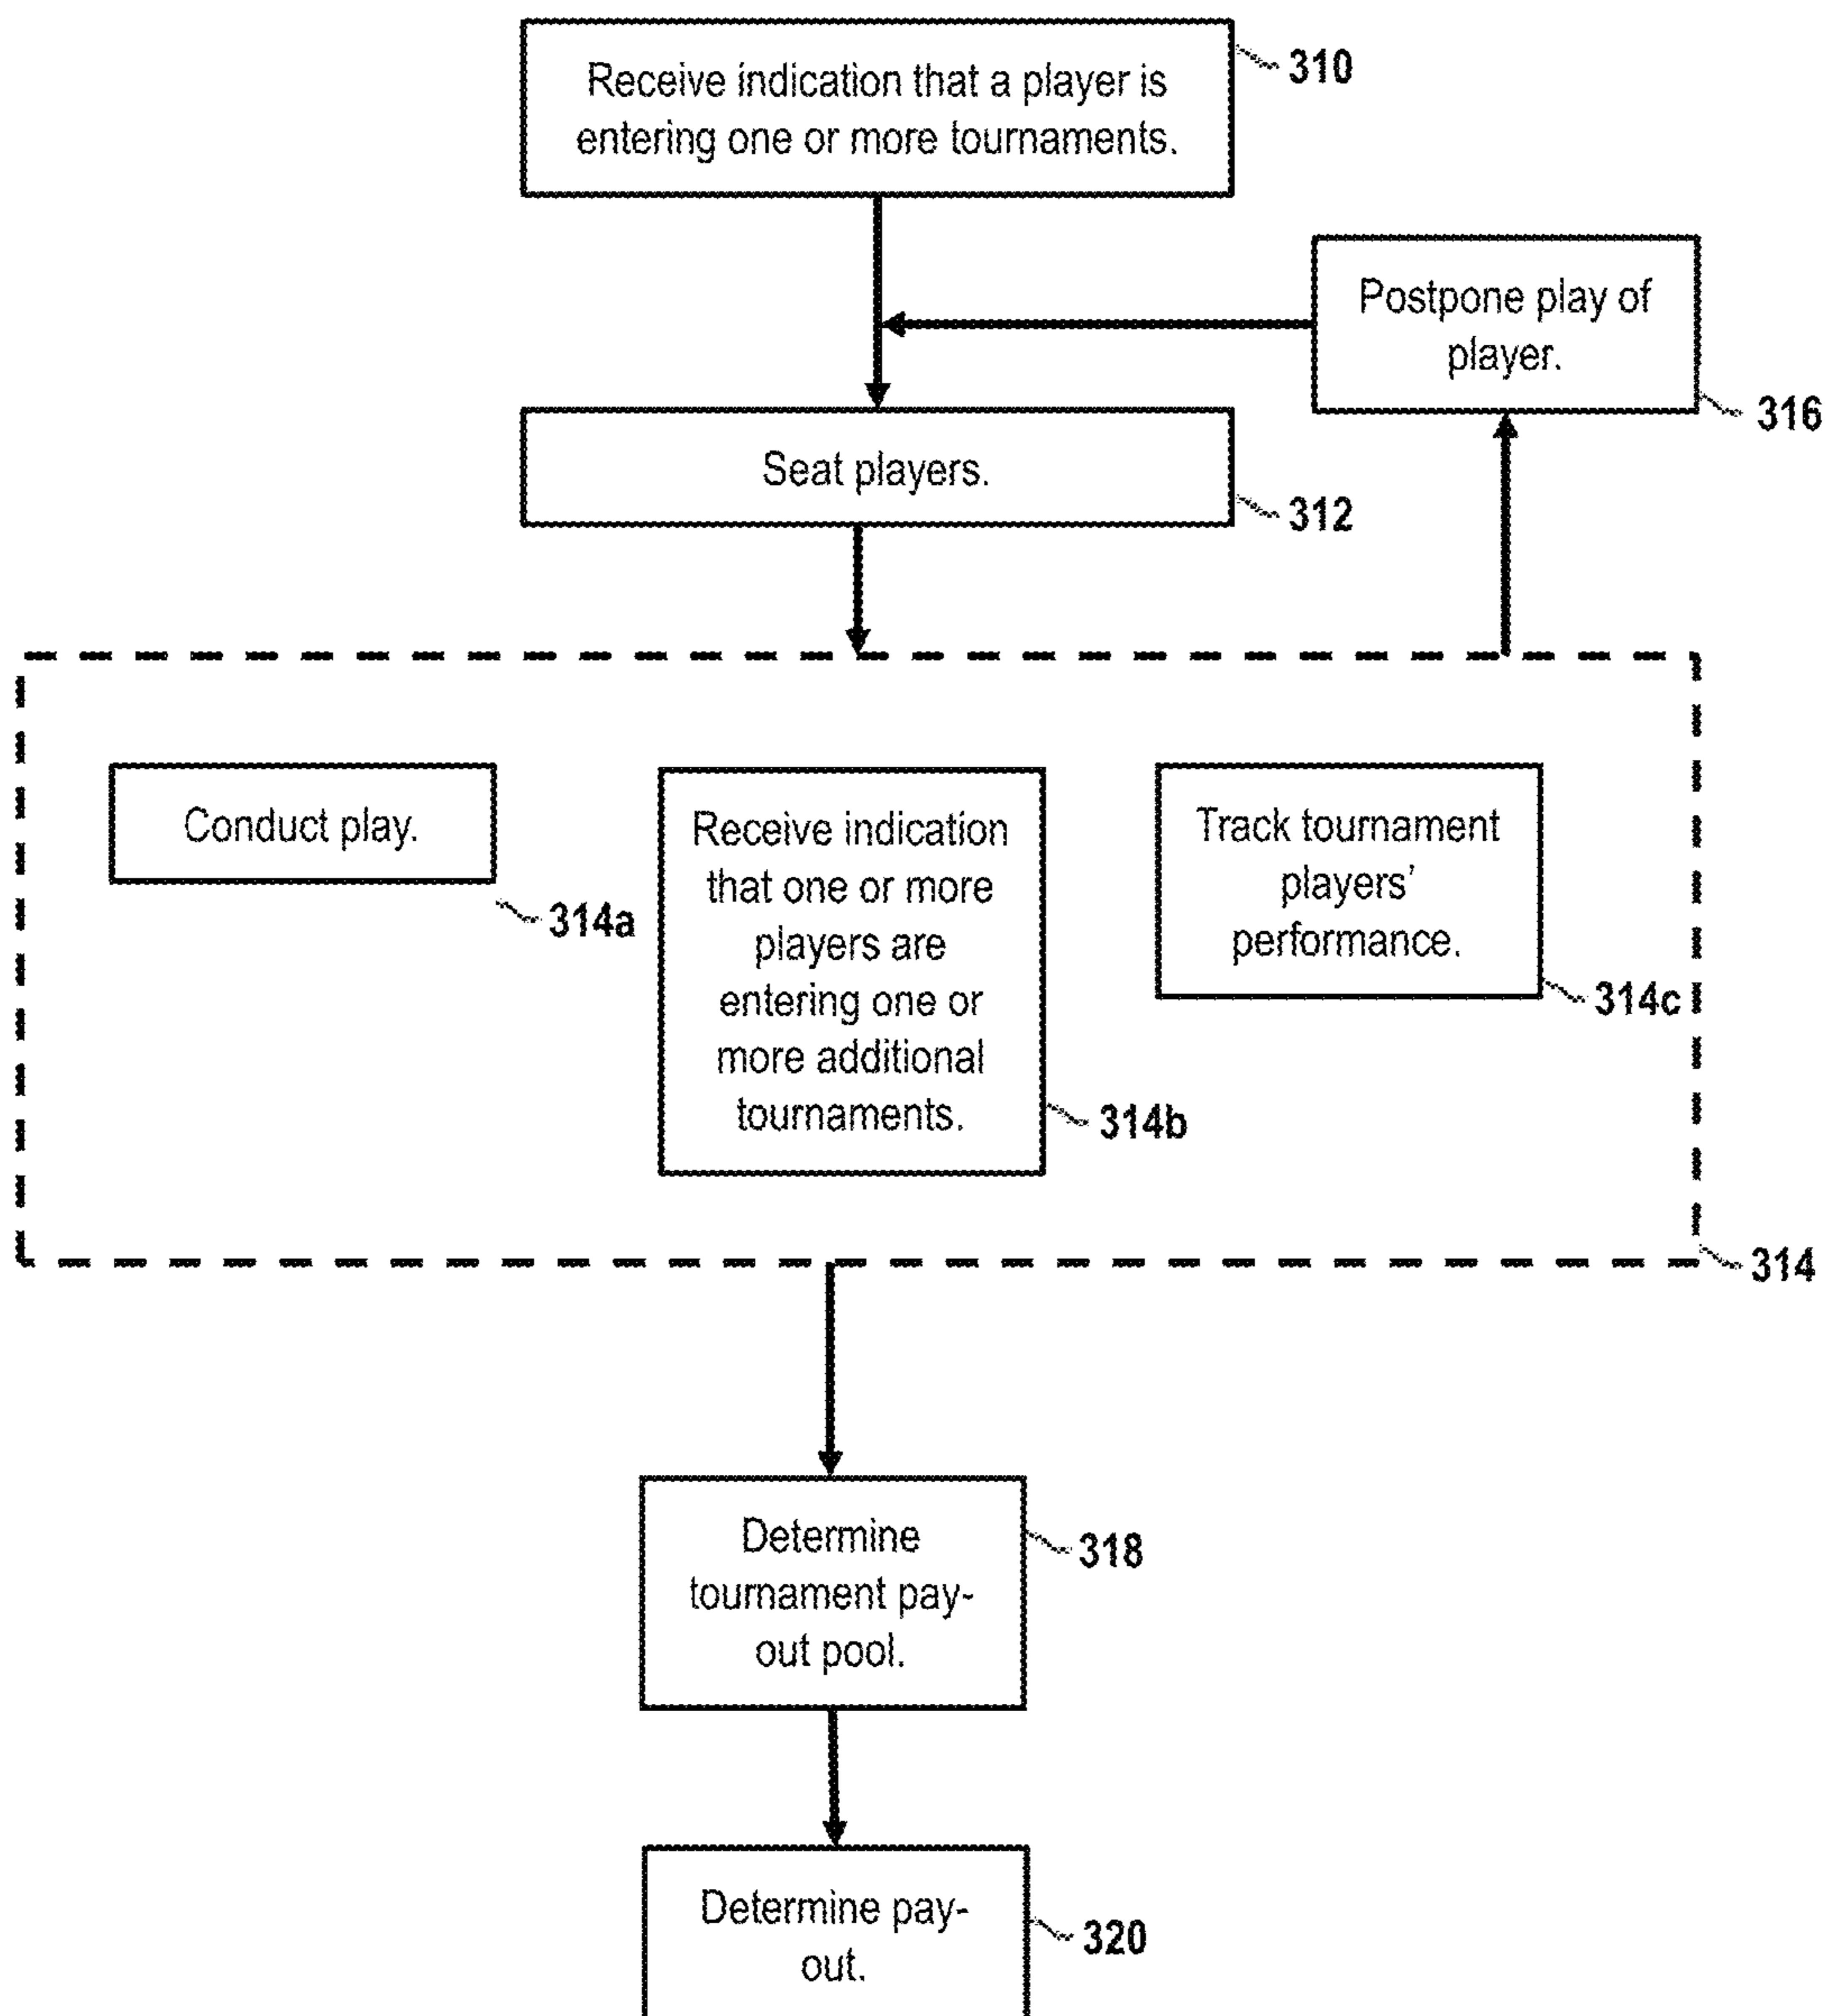 Receive indication that a player is
entering one or more tournaments.
310
Postpone play of
player.
316
Seat players.
312
Conduct play.
314a
Receive indication
that one or more
players are
entering one or
more additional
tournaments.
314b
Track tournament
players’
performance.
314c
314
Determine
tournament pay-
out pool.
318
Determine pay-
out.
320